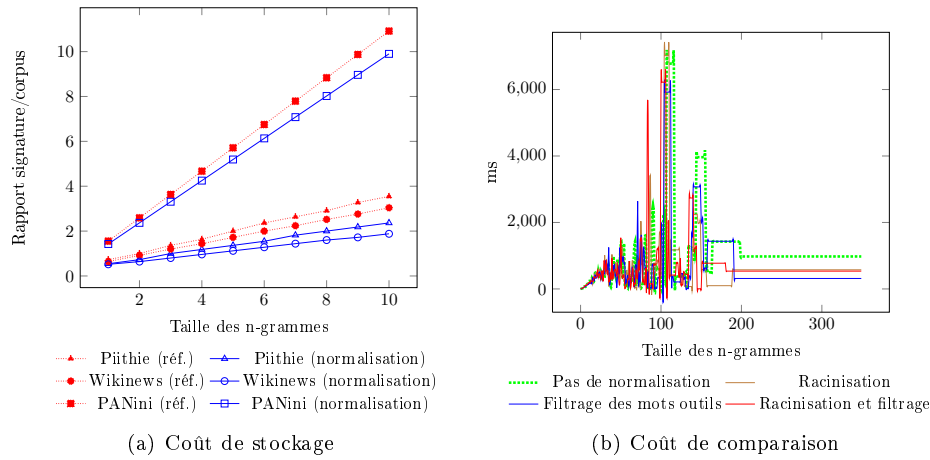 10
8
6
4
2
0
Rapport signature/corpus
2 4 6 8 10
Taille des n-grammes
Piithie (réf.) Piithie (normalisation)
Wikinews (réf.) Wikinews (normalisation)
PANini (réf.) PANini (normalisation)
(a) Coût de stockage
6,000
4,000
2,000
0
ms
0 100 200 300
Taille des n-grammes
Pas de normalisation Racinisation
Filtrage des mots outils Racinisation et filtrage
(b) Coût de comparaison